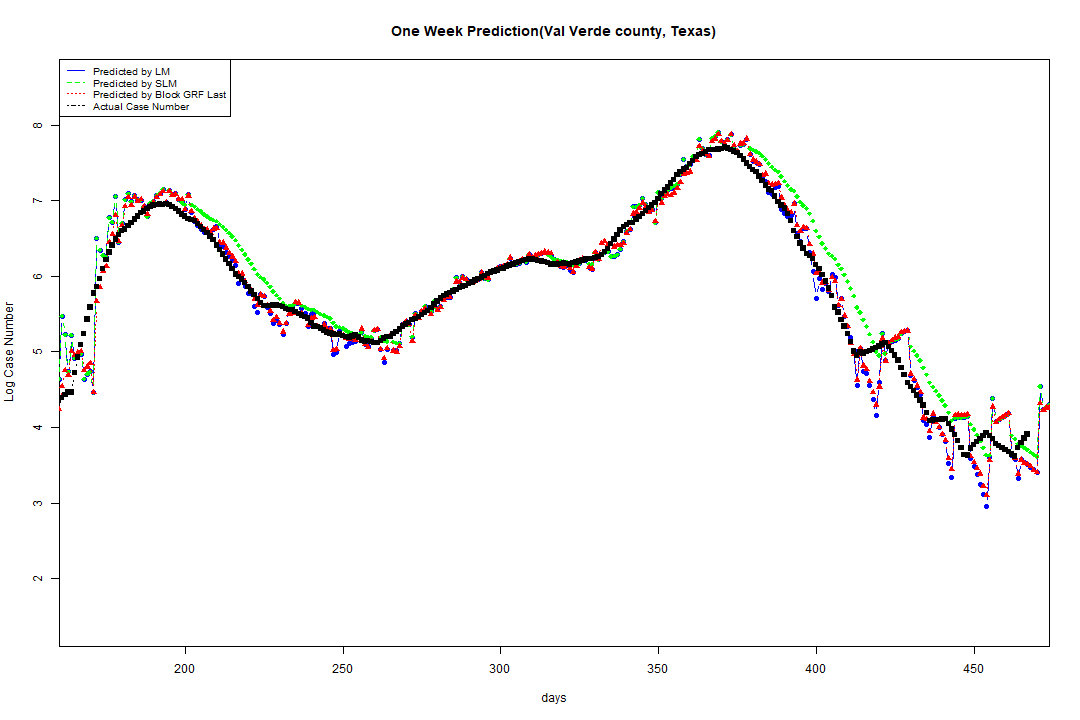 One Week Prediction(Val Verde county, Texas)
Predicted by LM
Predicted by SLM
Predicted by Block GRF Last
Actual Case Number
8
7
6
5
4
3
2
Log Case Number
200 250 300 350 400 450
days